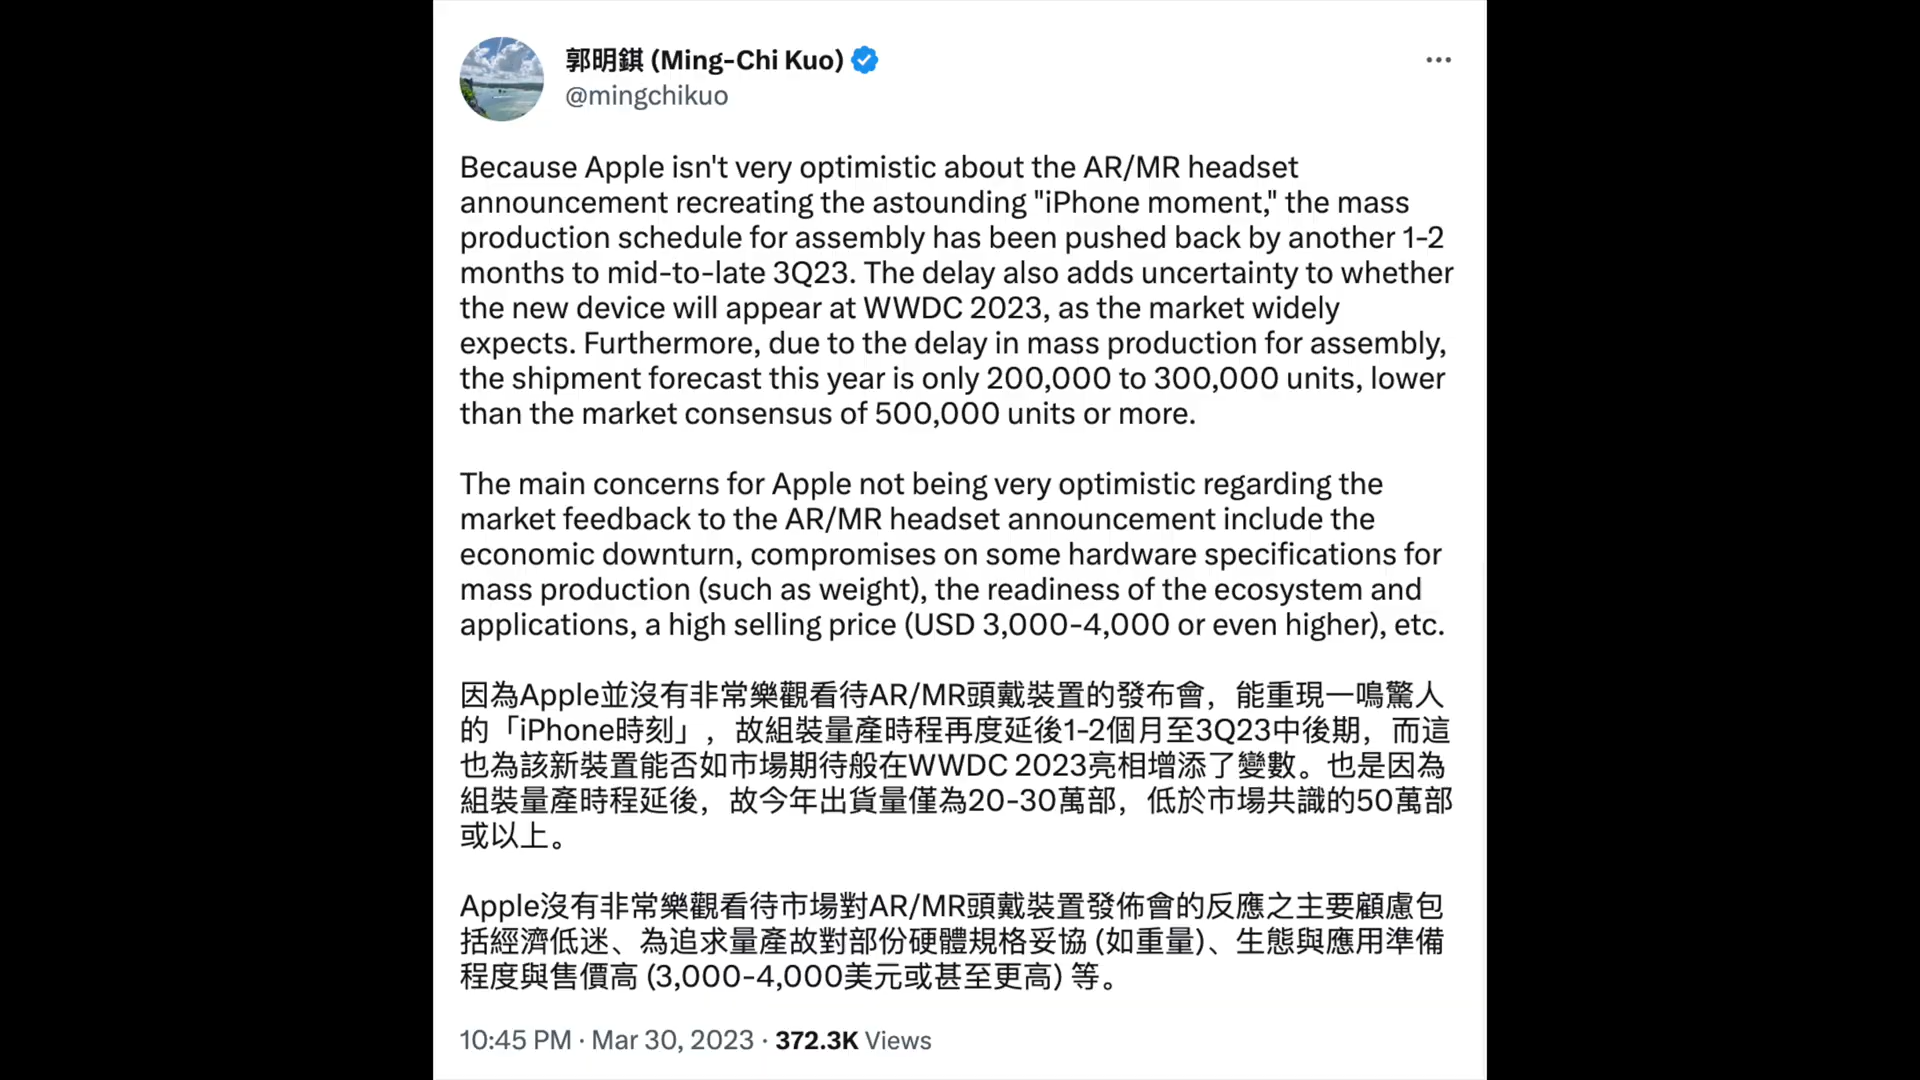 郭明錤 (Ming-Chi Kuo)
@mingchikuo
Because Apple isn't very optimistic about the AR/MR headset
announcement recreating the astounding "iPhone moment," the mass
production schedule for assembly has been pushed back by another 1-2
months to mid-to-late 3Q23. The delay also adds uncertainty to whether
the new device will appear at WWDC 2023, as the market widely
expects. Furthermore, due to the delay in mass production for assembly,
the shipment forecast this year is only 200,000 to 300,000 units, lower
than the market consensus of 500,000 units or more.
The main concerns for Apple not being very optimistic regarding the
market feedback to the AR/MR headset announcement include the
economic downturn, compromises on some hardware specifications for
mass production (such as weight), the readiness of the ecosystem and
applications, a high selling price (USD 3,000-4,000 or even higher), etc.
因為Apple並沒有非常樂觀看待AR/MR頭戴裝置的發布會，能重現一鳴驚人
的「iPhone時刻」，故組裝量產時程再度延後1-2個月至3Q23中後期，而這
也為該新裝置能否如市場期待般在WWDC 2023亮相增添了變數。也是因為
組裝量產時程延後，故今年出貨量僅為20-30萬部，低於市場共識的50萬部
或以上。
Apple沒有非常樂觀看待市場對AR/MR頭戴裝置發佈會的反應之主要顧慮包
括經濟低迷、為追求量產故對部份硬體規格妥協 (如重量)、生態與應用準備
程度與售價高 (3,000-4,000美元或甚至更高) 等。
10:45 PM · Mar 30, 2023 · 372.3K Views